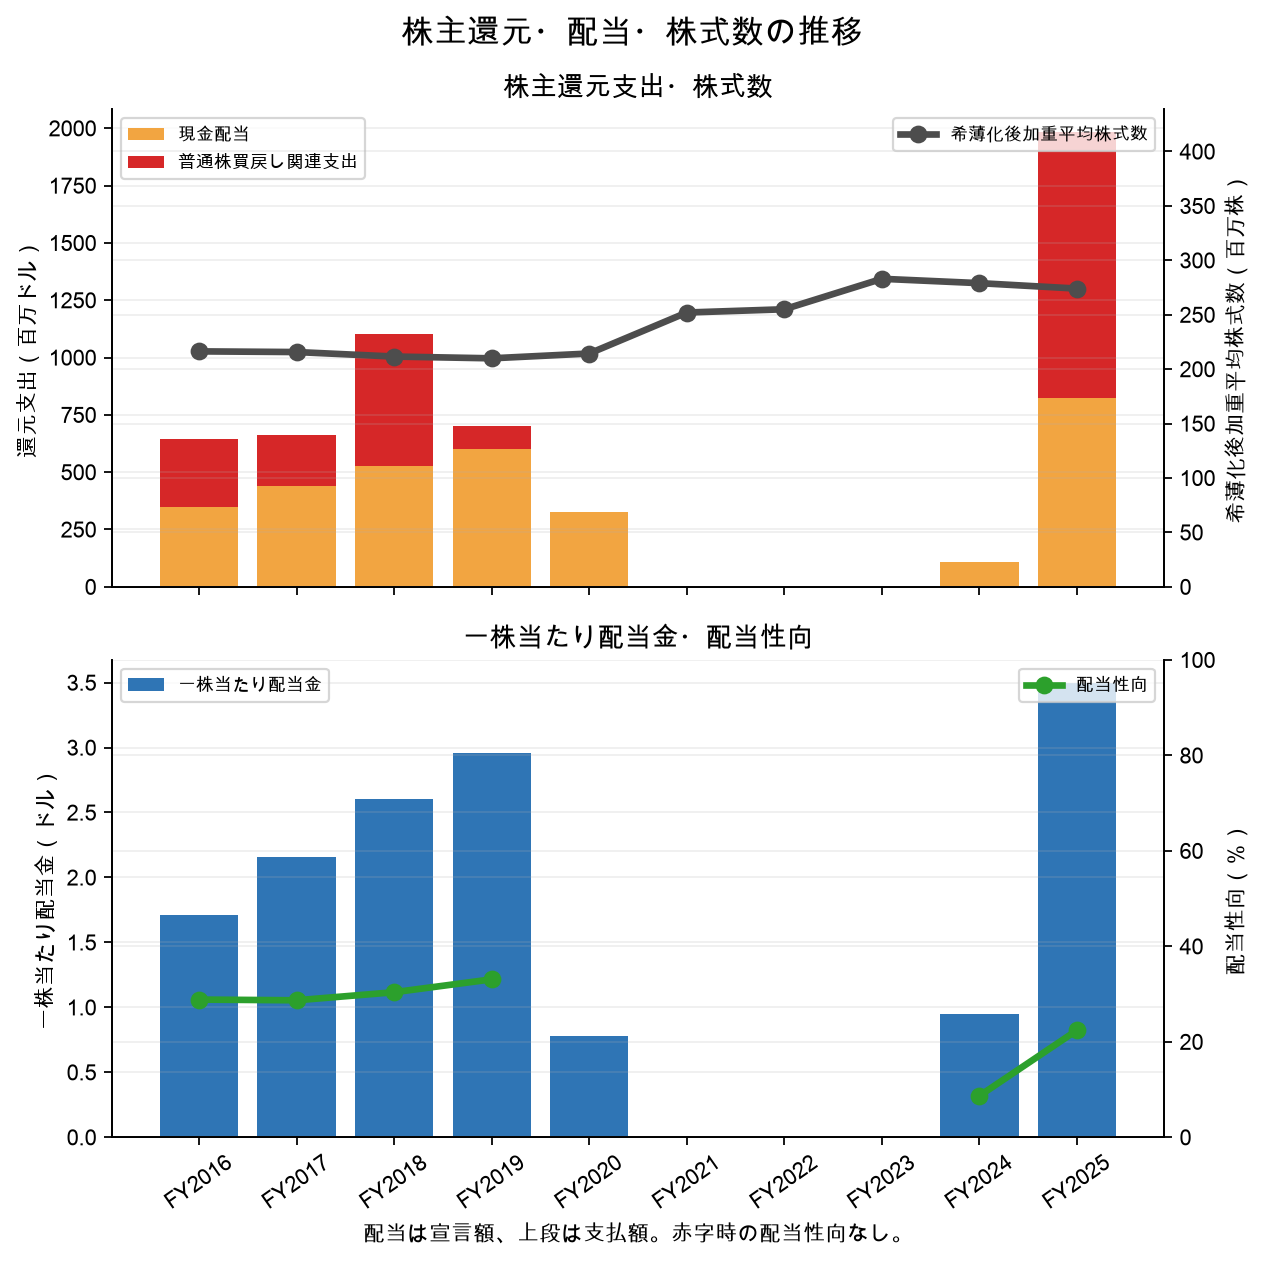 株主還元・配当・株式数の推移
株主還元支出・株式数
現金配当
普通株買戻し関連支出
希薄化後加重平均株式数
還元支出(百万ドル)
2000
1750
1500
1250
1000
750
500
250
0
400
350
300
250
200
150
100
50
0
希薄化後加重平均株式数(百万株)
一株当たり配当金・配当性向
一株当たり配当金
配当性向
一株当たり配当金(ドル)
3.5
3.0
2.5
2.0
1.5
1.0
0.5
0.0
100
80
60
40
20
0
配当性向(%)
FY2016
FY2017
FY2018
FY2019
FY2020
FY2021
FY2022
FY2023
FY2024
FY2025
配当は宣言額、上段は支払額。赤字時の配当性向なし。